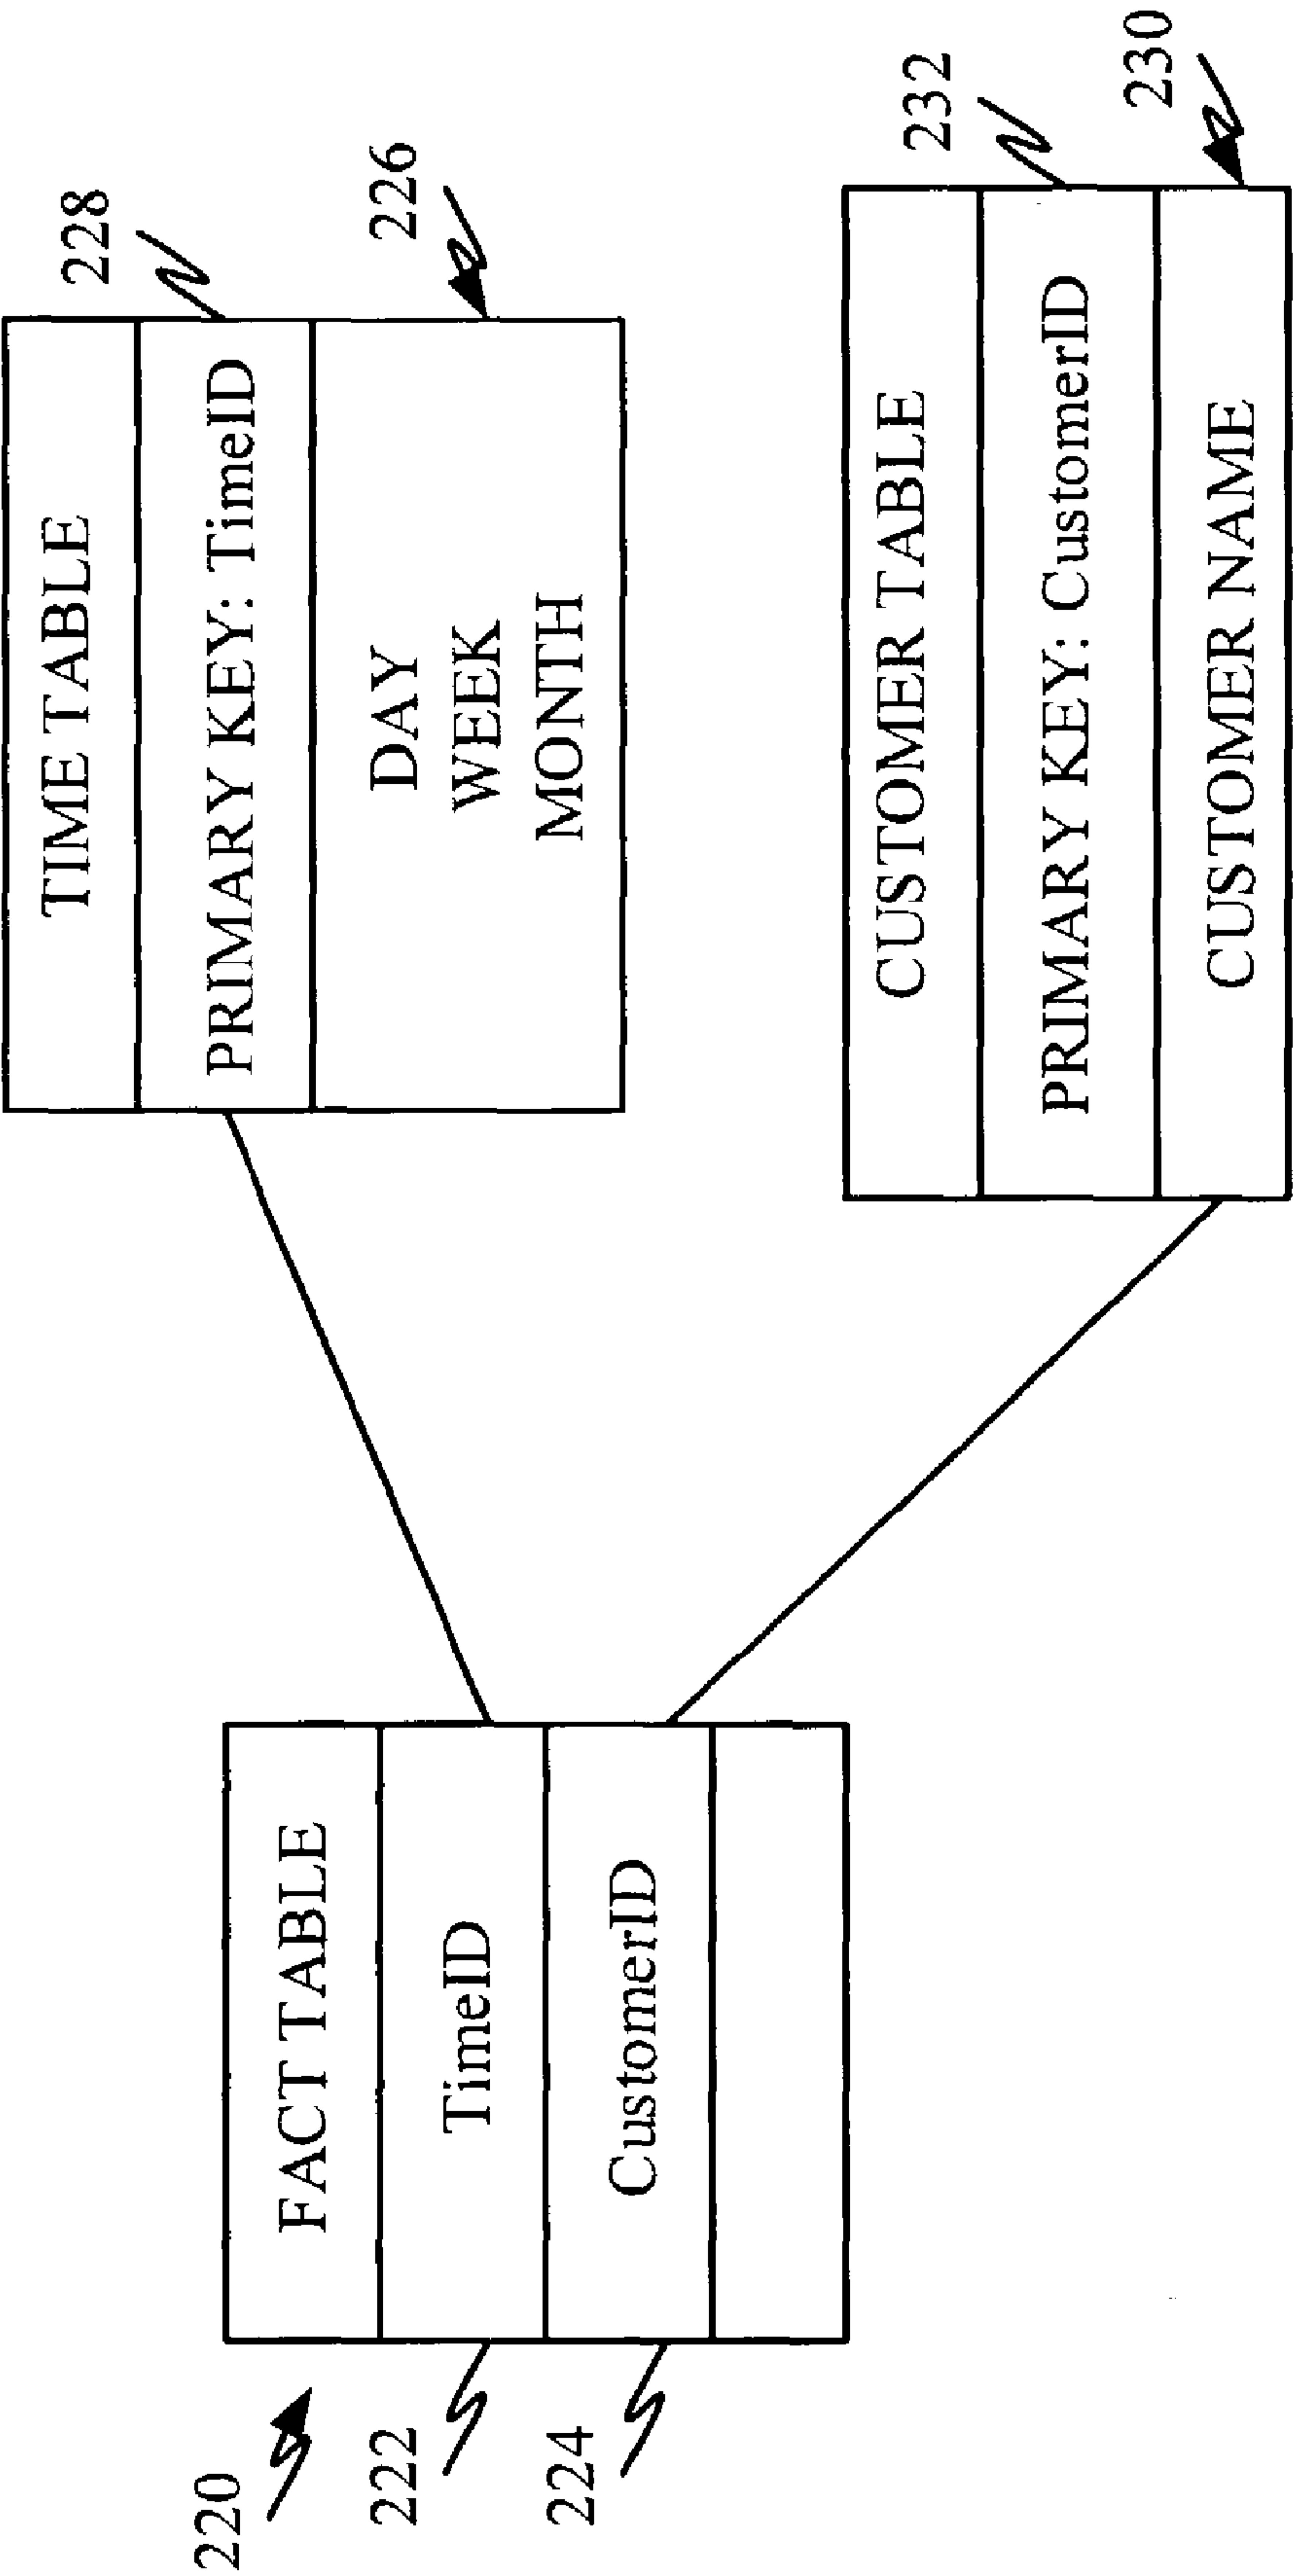 220
FACT TABLE
222
TimeID
224
CustomerID
TIME TABLE
228
PRIMARY KEY: TimeID
226
DAY
WEEK
MONTH
CUSTOMER TABLE
232
PRIMARY KEY: CustomerID
230
CUSTOMER NAME